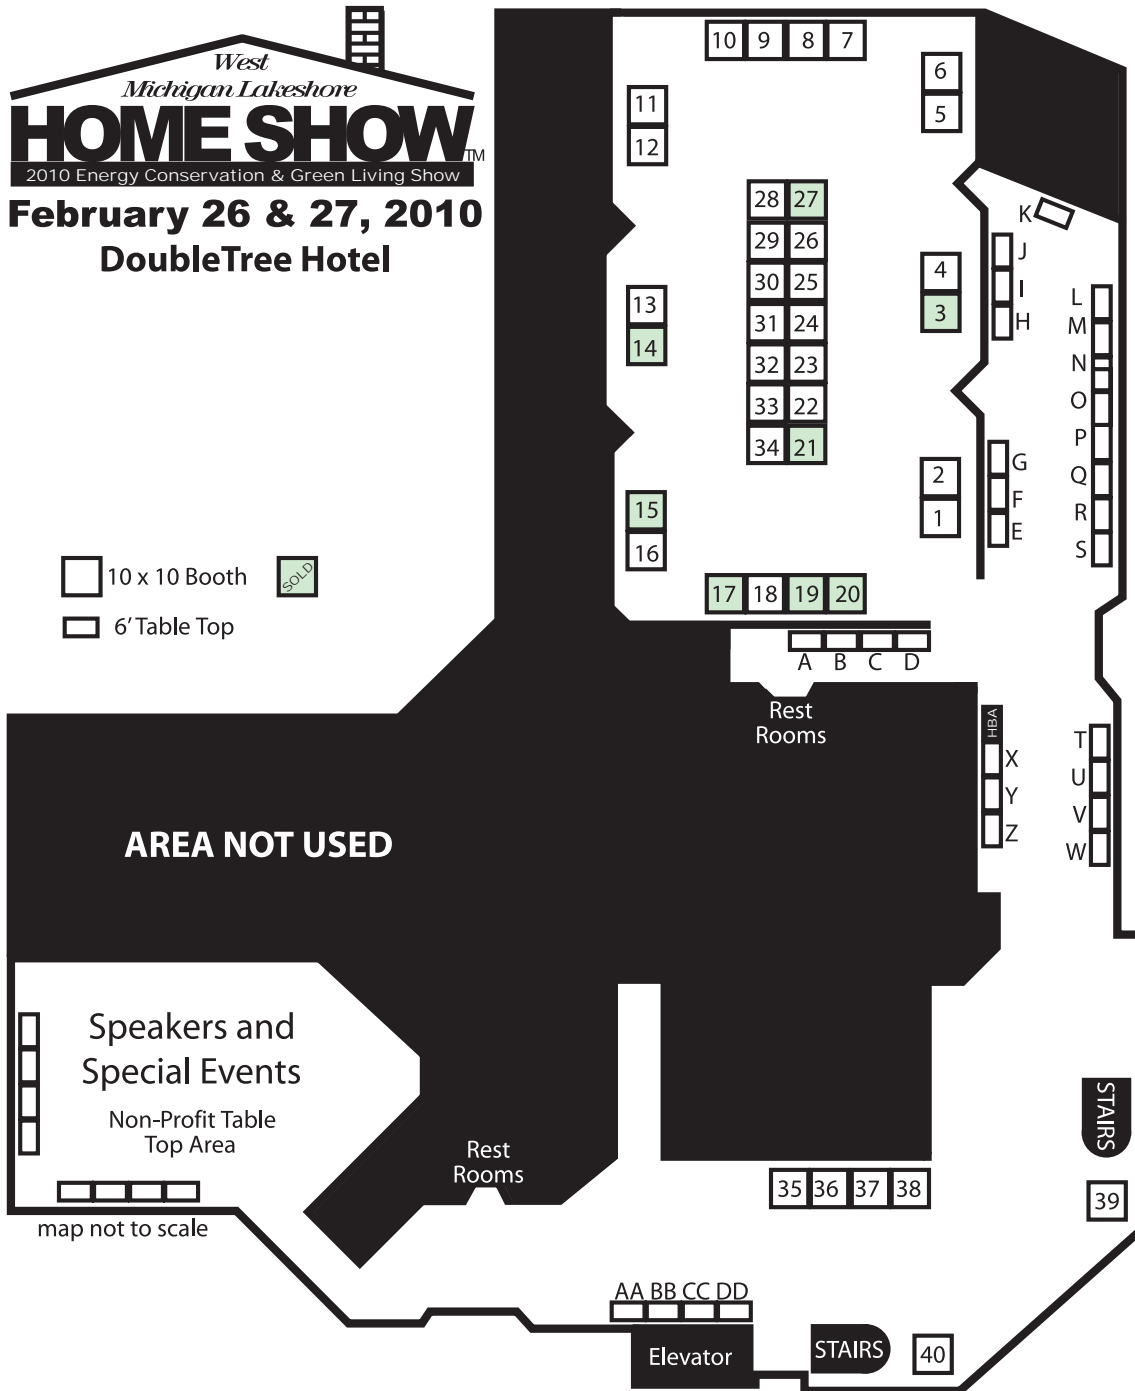 West
Michigan Lakeshore
HOME SHOW™
2010 Energy Conservation & Green Living Show
February 26 & 27, 2010
DoubleTree Hotel
10 x 10 Booth
SOLD
6' Table Top
10 9 8 7
6
5
11
12
28 27
29 26
30 25
31 24
32 23
33 22
34 21
13
14
4
3
15
16
2
1
17 18 19 20
K
J
I
H
L
M
N
O
P
Q
R
S
G
F
E
A B C D
Rest
Rooms
HBA
X
Y
Z
T
U
V
W
AREA NOT USED
Speakers and
Special Events
Non-Profit Table
Top Area
map not to scale
Rest
Rooms
35 36 37 38
STAIRS
39
AA BB CC DD
Elevator
STAIRS
40